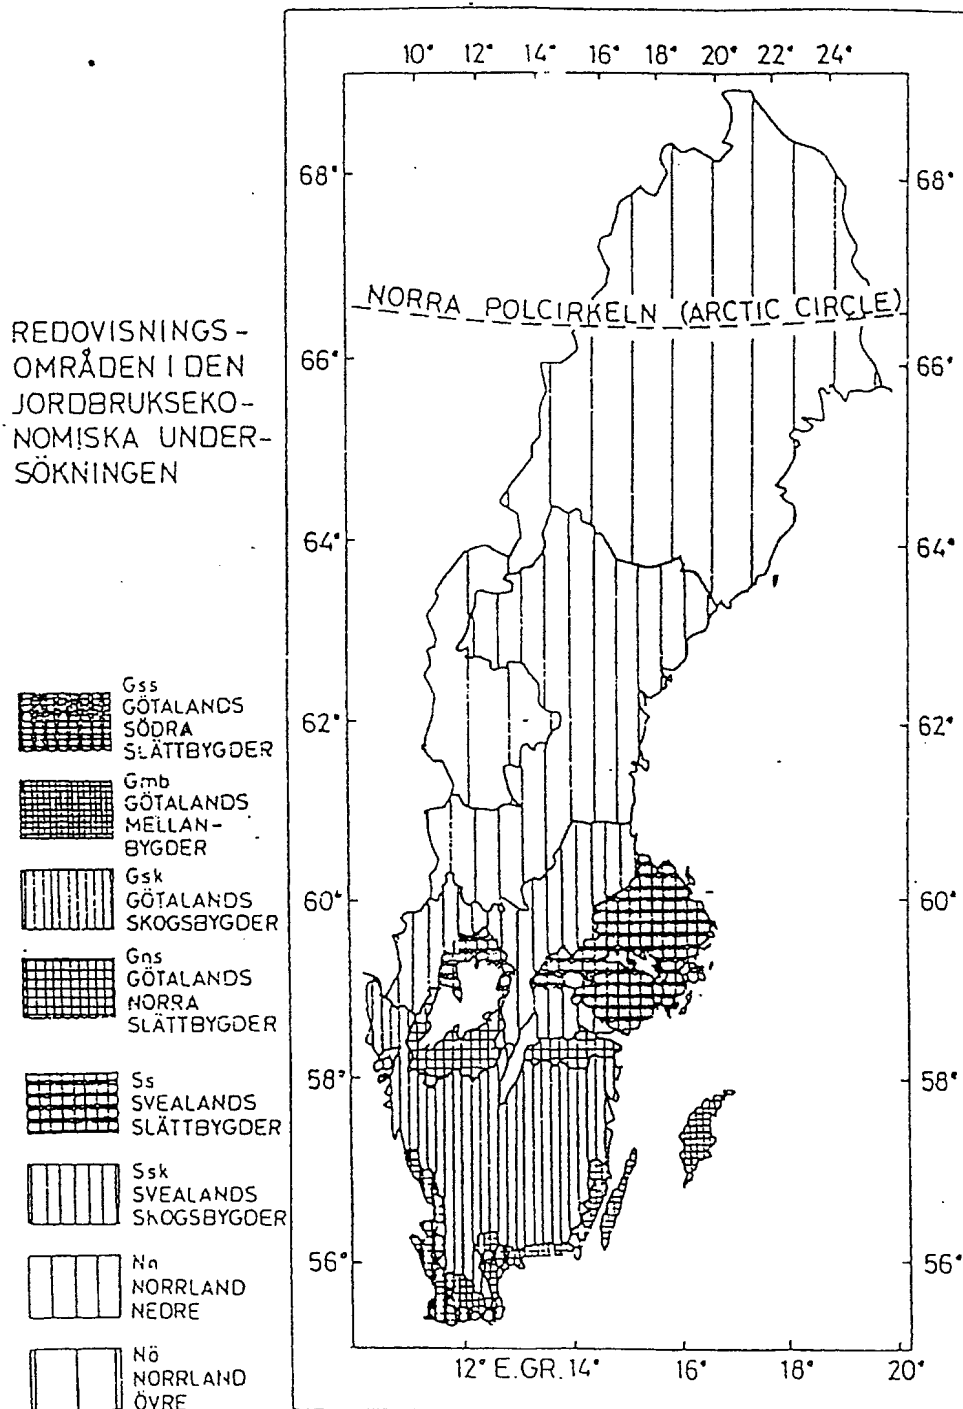 10° 12° 14° 16° 18° 20° 22° 24°
68° 68°
NORRA POLCIRKELN (ARCTIC CIRCLE)
66° 66°
64° 64°
62° 62°
60° 60°
58° 58°
56° 56°
12° E.GR. 14° 16° 18° 20°
REDOVISNINGS-
OMRÅDEN I DEN
JORDBRUKSEKO-
NOMISKA UNDER-
SÖKNINGEN
Gss
GÖTALANDS
SÖDRA
SLÄTTBYGDER
Gmb
GÖTALANDS
MELLAN-
BYGDER
Gsk
GÖTALANDS
SKOGSBYGDER
Gns
GÖTALANDS
NORRA
SLÄTTBYGDER
Ss
SVEALANDS
SLÄTTBYGDER
Ssk
SVEALANDS
SKOGSBYGDER
Nn
NORRLAND
NEDRE
Nö
NORRLAND
ÖVRE